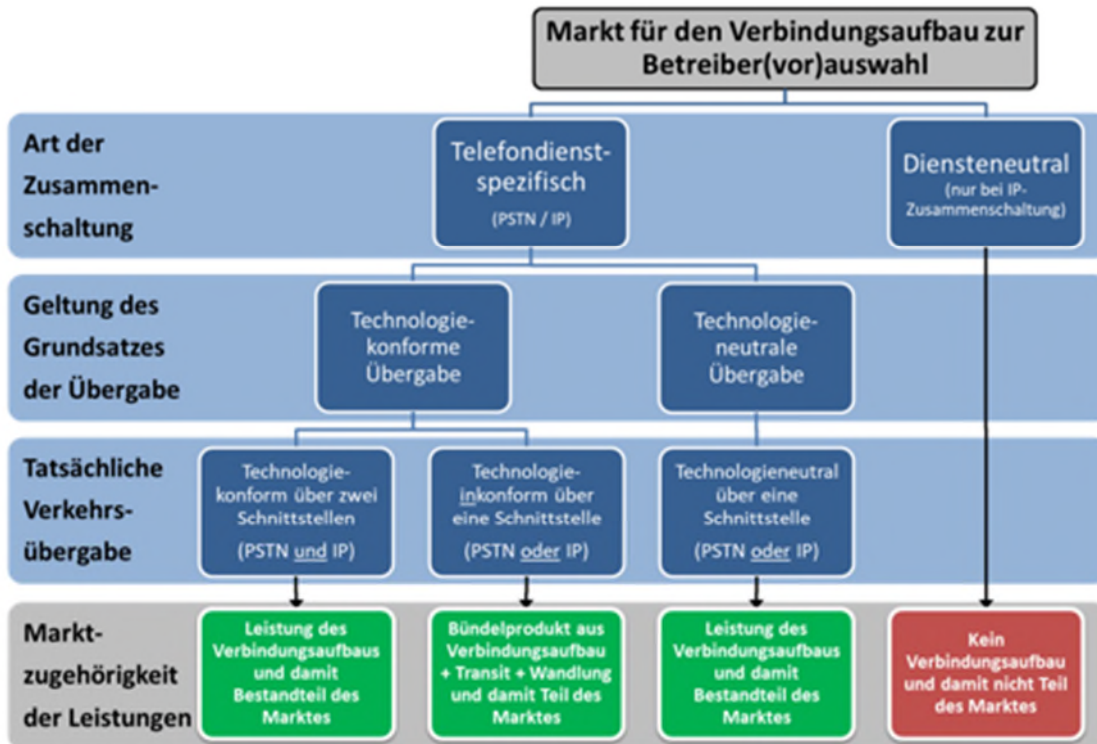 Markt für den Verbindungsaufbau zur
Betreiber(vor)auswahl
Art der
Zusammen-
schaltung
Telefondienst-
spezifisch
(PSTN / IP)
Diensteneutral
(nur bei IP-
Zusammenschaltung)
Geltung des
Grundsatzes
der Übergabe
Technologie-
konforme
Übergabe
Technologie-
neutrale
Übergabe
Tatsächliche
Verkehrs-
übergabe
Technologie-
konform über zwei
Schnittstellen
(PSTN und IP)
Technologie-
inkonform über
eine Schnittstelle
(PSTN oder IP)
Technologieneutral
über eine
Schnittstelle
(PSTN oder IP)
Markt-
zugehörigkeit
der Leistungen
Leistung des
Verbindungsaufbaus
und damit
Bestandteil des
Marktes
Bündelprodukt aus
Verbindungsaufbau
+ Transit + Wandlung
und damit Teil des
Marktes
Leistung des
Verbindungsaufbaus
und damit
Bestandteil des
Marktes
Kein
Verbindungsaufbau
und damit nicht Teil
des Marktes